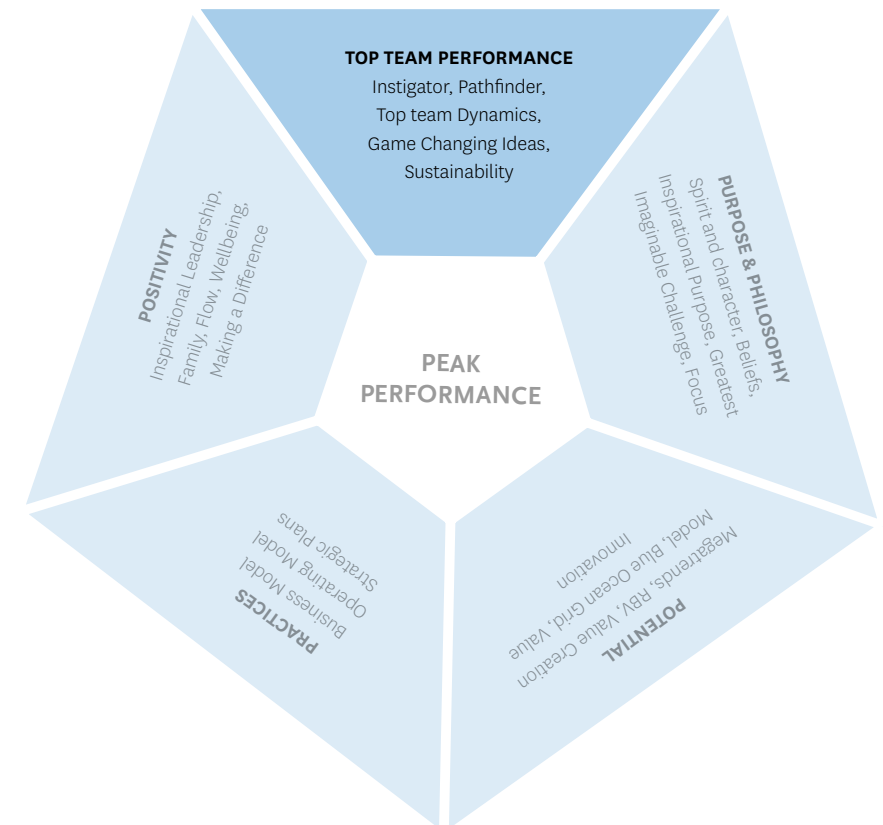 TOP TEAM PERFORMANCE
Instigator, Pathfinder,
Top team Dynamics,
Game Changing Ideas,
Sustainability
PURPOSE & PHILOSOPHY
Spirit and character, Beliefs,
Inspirational Purpose, Greatest
Imaginable Challenge, Focus
POTENTIAL
Megatrends, RBV, Value Creation
Model, Blue Ocean Grid, Value
Innovation
PRACTICES
Business Model
Operating Model
Strategic Plans
POSITIVITY
Inspirational Leadership,
Family, Flow, Wellbeing,
Making a Difference
PEAK
PERFORMANCE